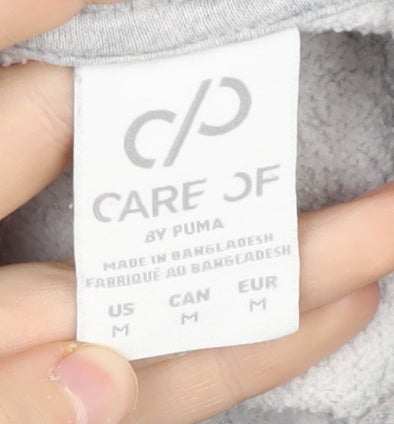 CARE OF
BY PUMA
MADE IN BANGLADESH
FABRIQUÉ AU BANGLADESH
US CAN EUR
M M M